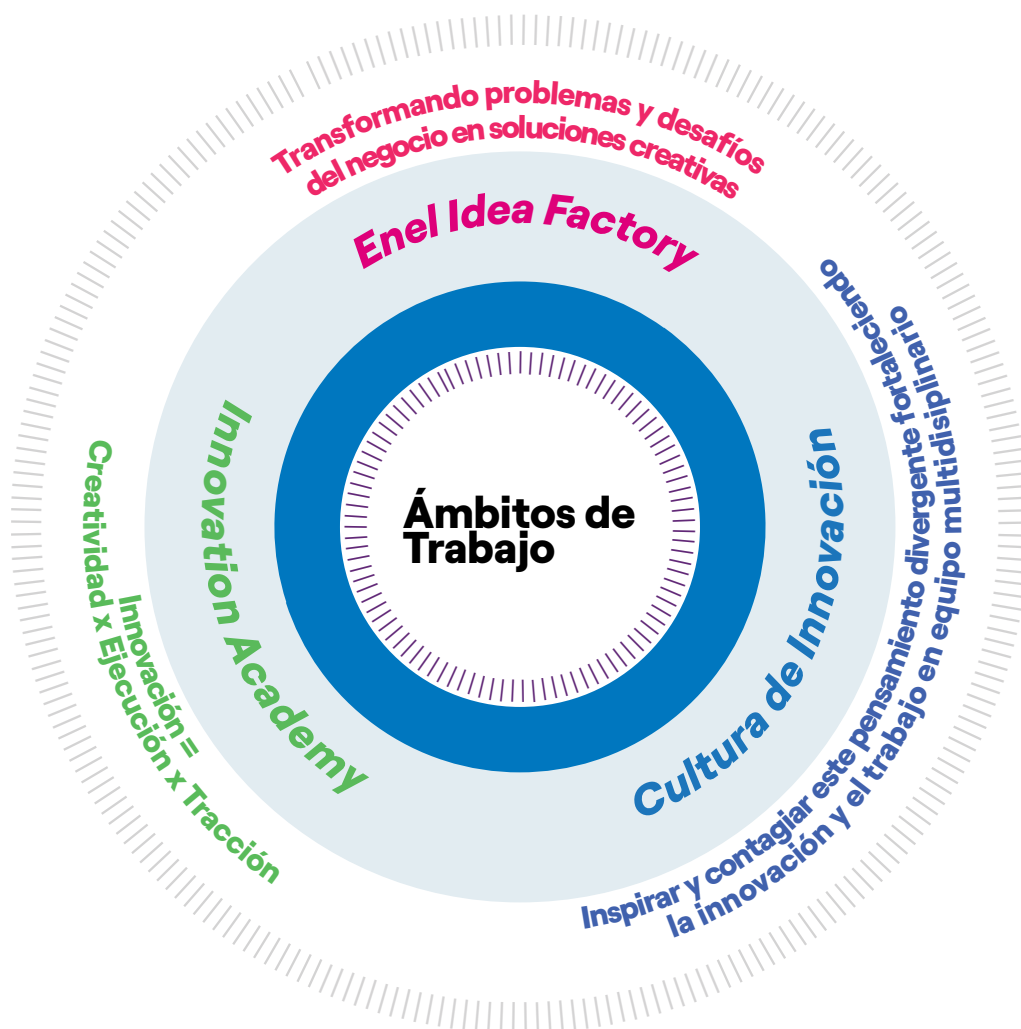 Transformando problemas y desafíos
del negocio en soluciones creativas
Enel Idea Factory
Ámbitos de
Trabajo
Innovation Academy
Innovación =
Creatividad x Ejecución x Tracción
Cultura de Innovación
Inspirar y contagiar este pensamiento divergente fortaleciendo
la innovación y el trabajo en equipo multidisiplinario